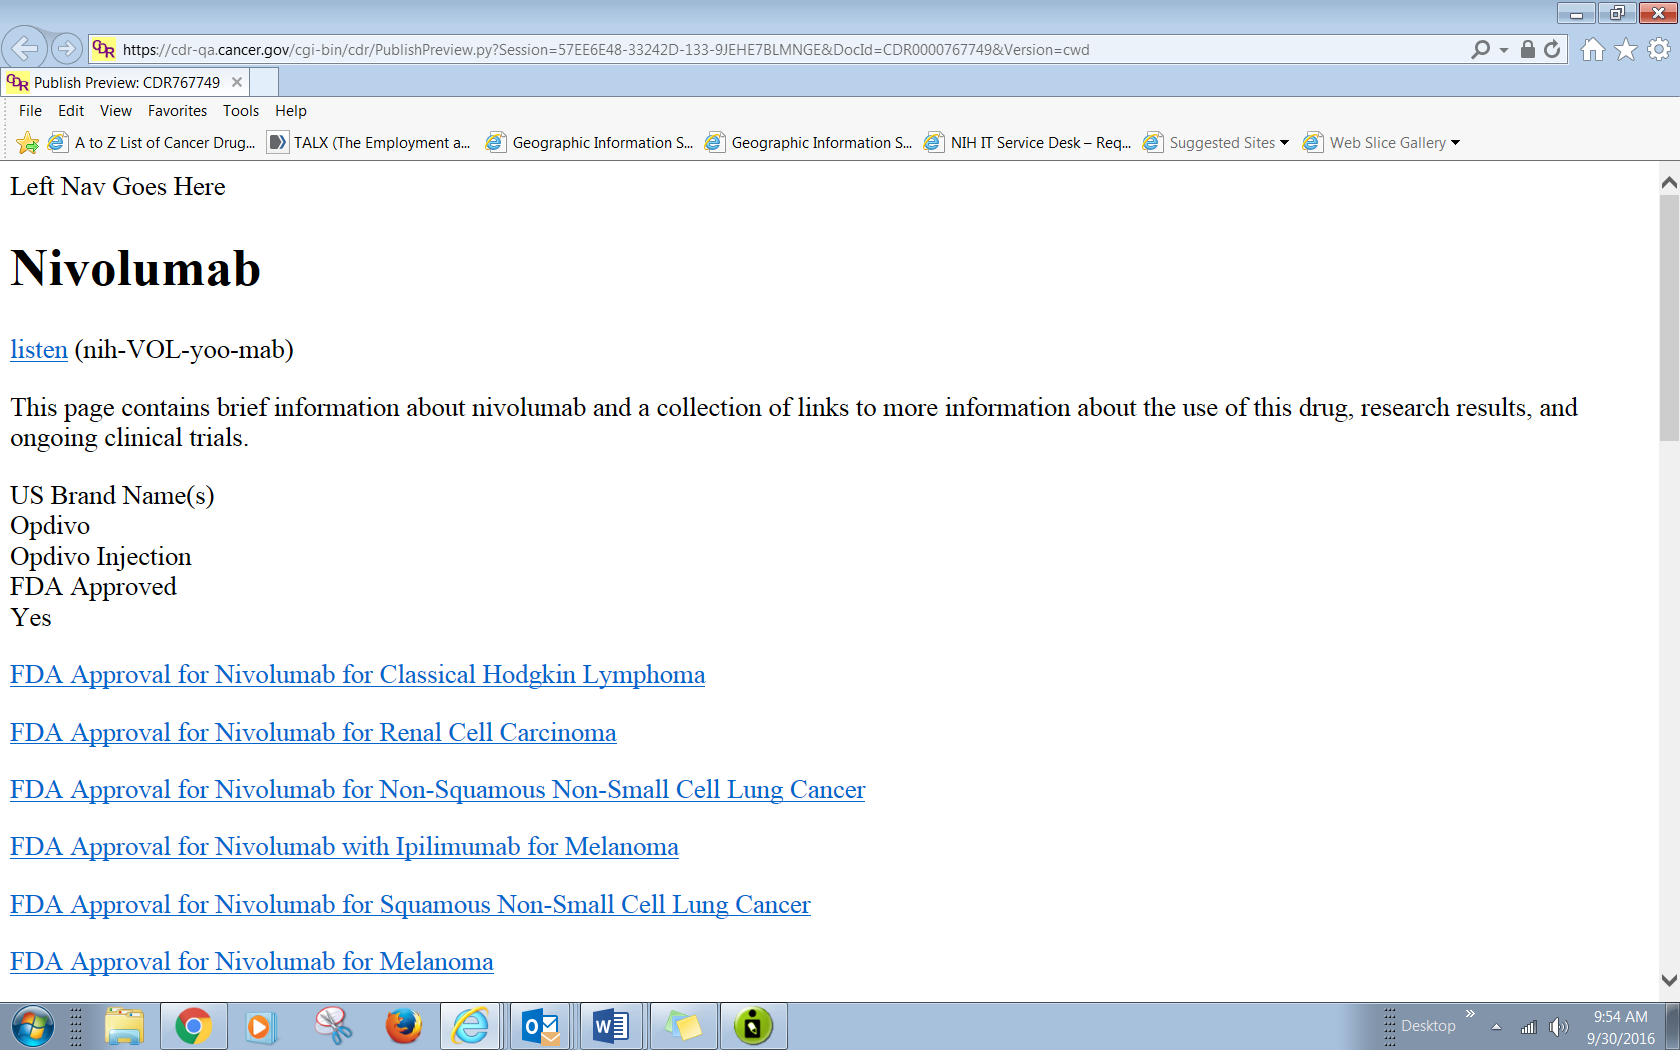 https://cdr-qa.cancer.gov/cgi-bin/cdr/PublishPreview.py?Session=57EE6E48-33242D-133-9JEHE7BLMNGE&DocId=CDR0000767749&Version=cwd
CDR Publish Preview: CDR767749
File Edit View Favorites Tools Help
A to Z List of Cancer Drug... TALX (The Employment a... Geographic Information S... Geographic Information S... NIH IT Service Desk – Req... Suggested Sites Web Slice Gallery
Left Nav Goes Here
Nivolumab
listen (nih-VOL-yoo-mab)
This page contains brief information about nivolumab and a collection of links to more information about the use of this drug, research results, and
ongoing clinical trials.
US Brand Name(s)
Opdivo
Opdivo Injection
FDA Approved
Yes
FDA Approval for Nivolumab for Classical Hodgkin Lymphoma
FDA Approval for Nivolumab for Renal Cell Carcinoma
FDA Approval for Nivolumab for Non-Squamous Non-Small Cell Lung Cancer
FDA Approval for Nivolumab with Ipilimumab for Melanoma
FDA Approval for Nivolumab for Squamous Non-Small Cell Lung Cancer
FDA Approval for Nivolumab for Melanoma
Desktop » 9:54 AM
9/30/2016